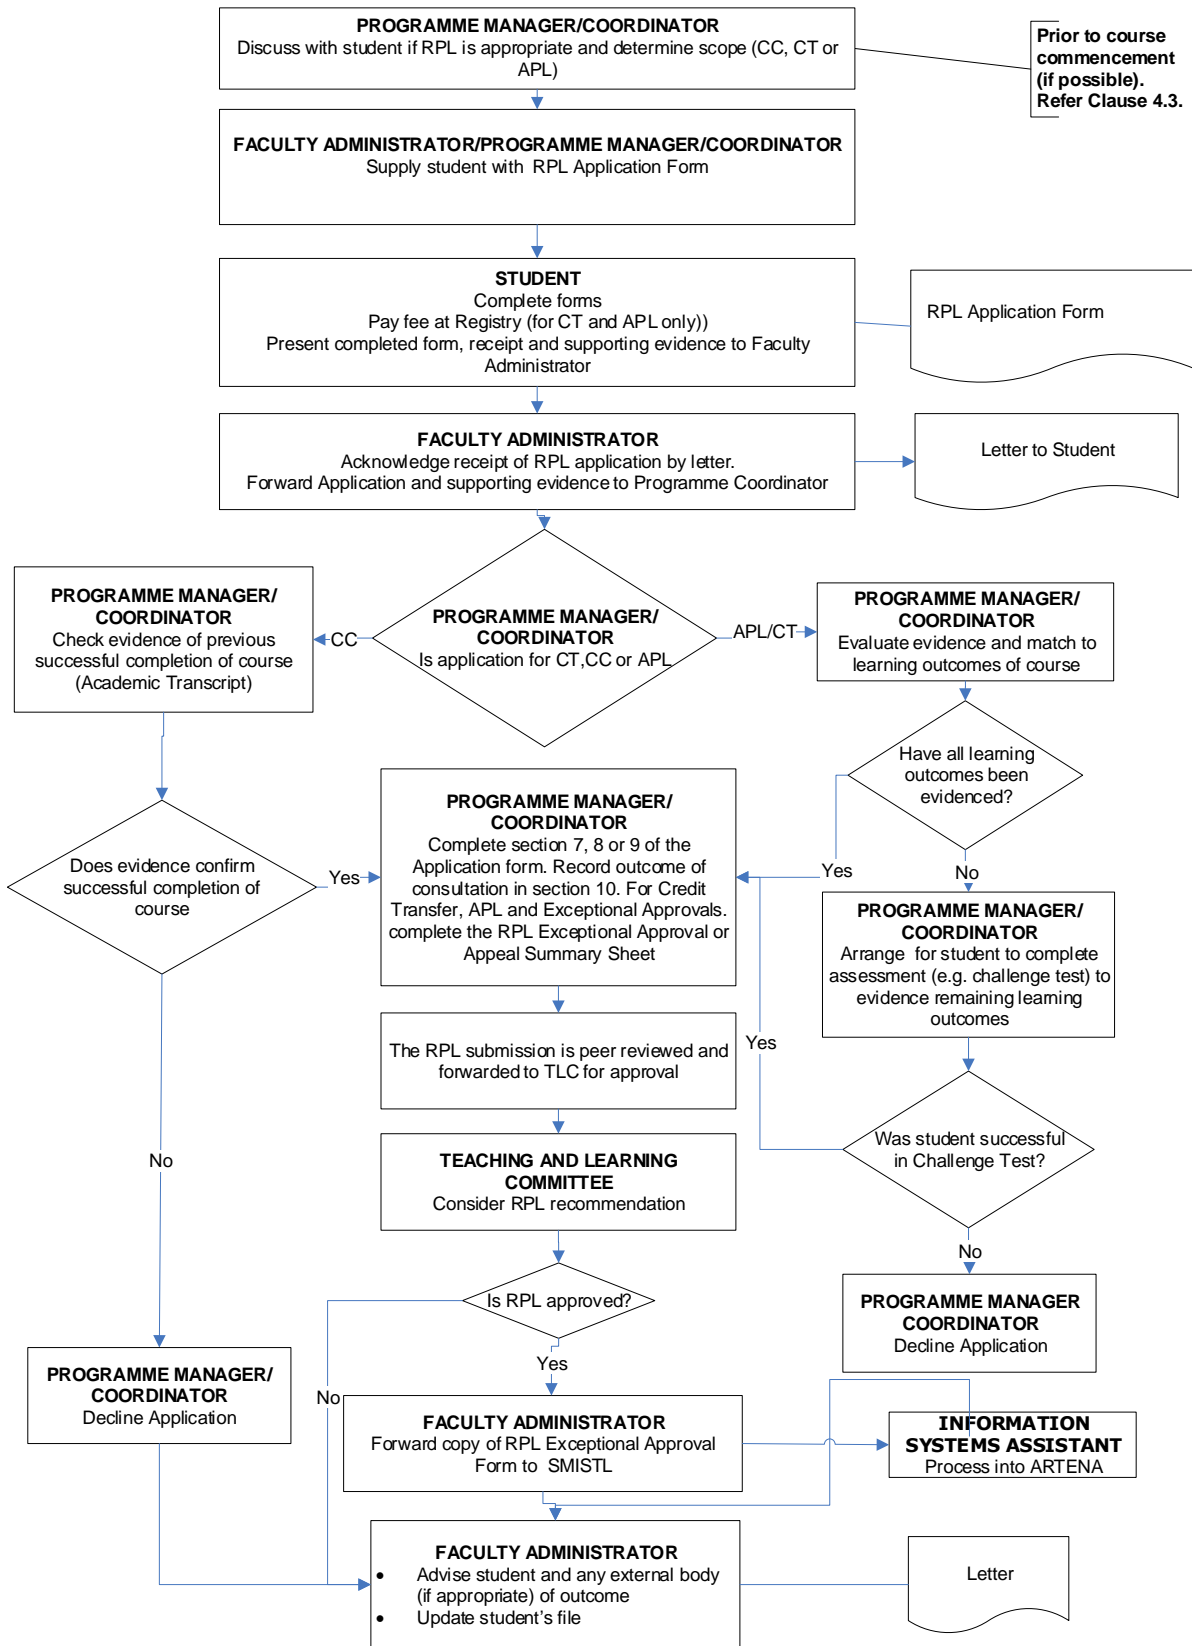 PROGRAMME MANAGER/COORDINATOR
Discuss with student if RPL is appropriate and determine scope (CC, CT or
APL)
Prior to course
commencement
(if possible).
Refer Clause 4.3.
FACULTY ADMINISTRATOR/PROGRAMME MANAGER/COORDINATOR
Supply student with RPL Application Form
STUDENT
Complete forms
Pay fee at Registry (for CT and APL only))
Present completed form, receipt and supporting evidence to Faculty
Administrator
RPL Application Form
FACULTY ADMINISTRATOR
Acknowledge receipt of RPL application by letter.
Forward Application and supporting evidence to Programme Coordinator
Letter to Student
PROGRAMME MANAGER/
COORDINATOR
Check evidence of previous
successful completion of course
(Academic Transcript)
CC
PROGRAMME MANAGER/
COORDINATOR
Is application for CT,CC or APL
APL/CT
PROGRAMME MANAGER/
COORDINATOR
Evaluate evidence and match to
learning outcomes of course
Have all learning
outcomes been
evidenced?
Does evidence confirm
successful completion of
course
Yes
PROGRAMME MANAGER/
COORDINATOR
Complete section 7, 8 or 9 of the
Application form. Record outcome of
consultation in section 10. For Credit
Transfer, APL and Exceptional Approvals.
complete the RPL Exceptional Approval or
Appeal Summary Sheet
Yes
No
PROGRAMME MANAGER/
COORDINATOR
Arrange for student to complete
assessment (e.g. challenge test) to
evidence remaining learning
outcomes
The RPL submission is peer reviewed and
forwarded to TLC for approval
Yes
No
TEACHING AND LEARNING
COMMITTEE
Consider RPL recommendation
Was student successful
in Challenge Test?
No
Is RPL approved?
PROGRAMME MANAGER
COORDINATOR
Decline Application
Yes
No
PROGRAMME MANAGER/
COORDINATOR
Decline Application
FACULTY ADMINISTRATOR
Forward copy of RPL Exceptional Approval
Form to SMISTL
INFORMATION
SYSTEMS ASSISTANT
Process into ARTENA
FACULTY ADMINISTRATOR
• Advise student and any external body
(if appropriate) of outcome
• Update student's file
Letter